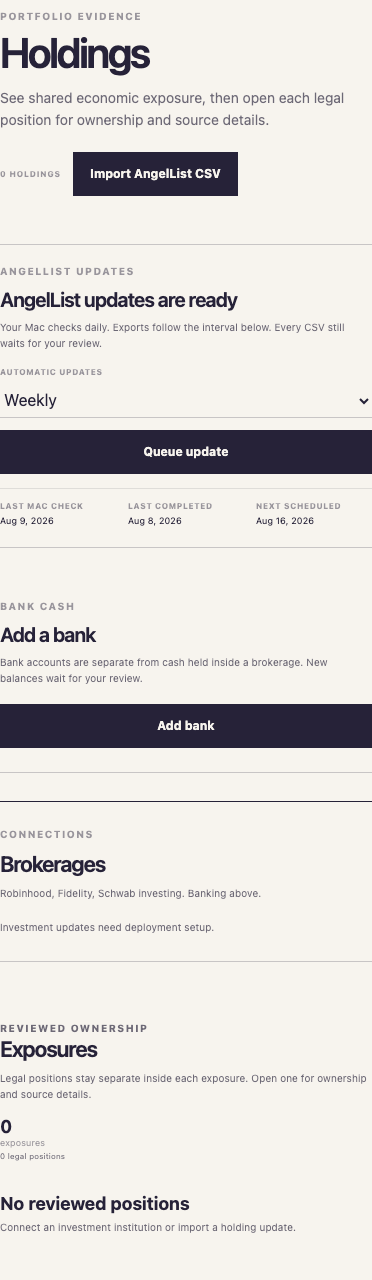 PORTFOLIO EVIDENCE
Holdings
See shared economic exposure, then open each legal
position for ownership and source details.
0 HOLDINGS
Import AngelList CSV
ANGELLIST UPDATES
AngelList updates are ready
Your Mac checks daily. Exports follow the interval below. Every CSV still
waits for your review.
AUTOMATIC UPDATES
Weekly
Queue update
LAST MAC CHECK
Aug 9, 2026
LAST COMPLETED
Aug 8, 2026
NEXT SCHEDULED
Aug 16, 2026
BANK CASH
Add a bank
Bank accounts are separate from cash held inside a brokerage. New
balances wait for your review.
Add bank
CONNECTIONS
Brokerages
Robinhood, Fidelity, Schwab investing. Banking above.
Investment updates need deployment setup.
REVIEWED OWNERSHIP
Exposures
Legal positions stay separate inside each exposure. Open one for ownership
and source details.
0
exposures
0 legal positions
No reviewed positions
Connect an investment institution or import a holding update.